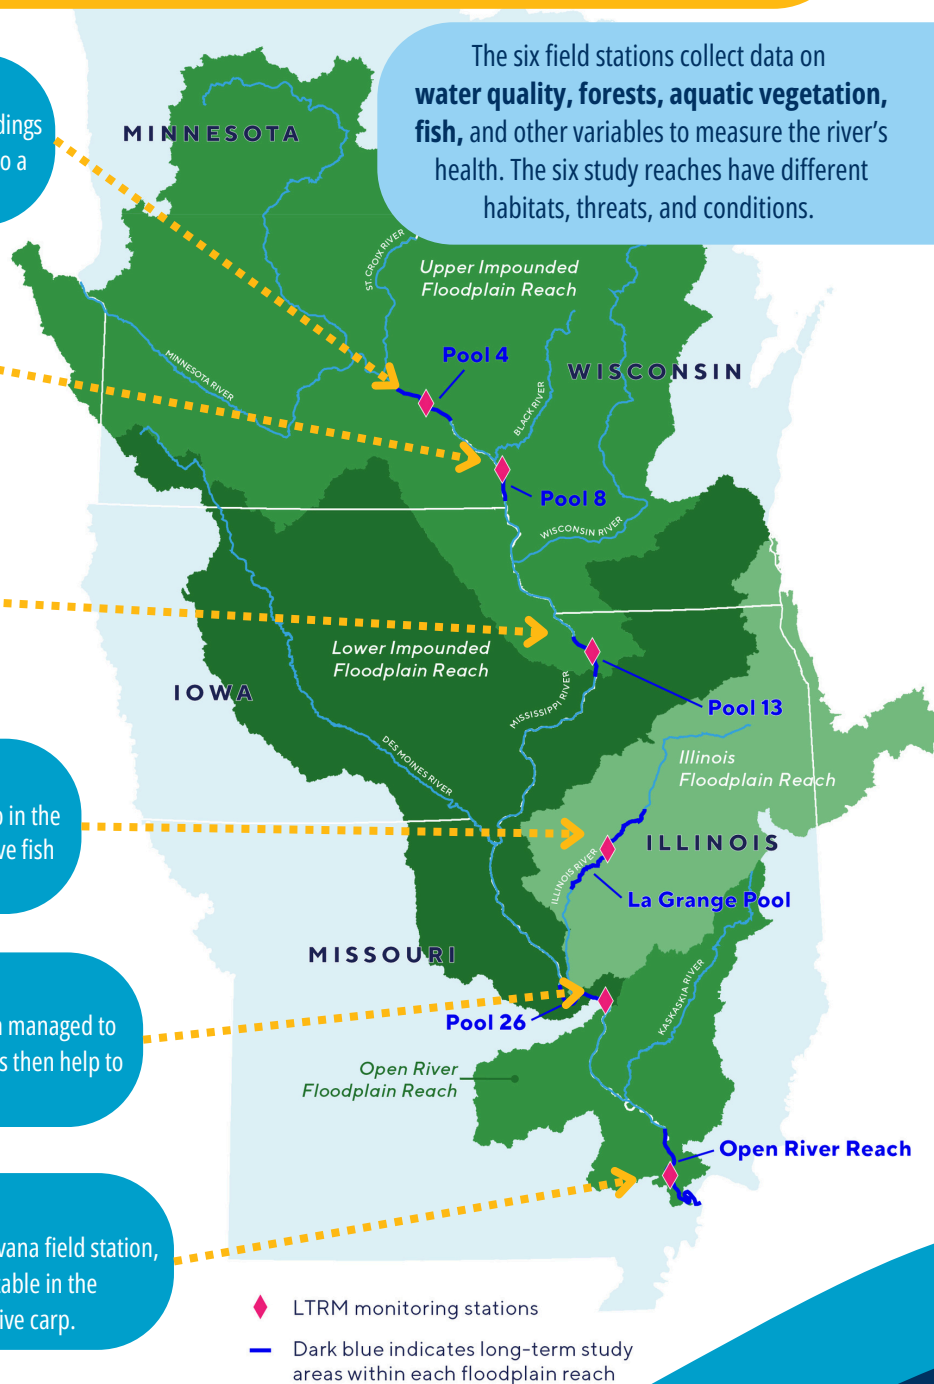 The six field stations collect data on
water quality, forests, aquatic vegetation,
fish, and other variables to measure the river's
health. The six study reaches have different
habitats, threats, and conditions.
dings
o a
MINNESOTA
ST. CROIX RIVER
Upper Impounded
Floodplain Reach
Pool 4
WISCONSIN
MINNESOTA RIVER
BLACK RIVER
Pool 8
WISCONSIN RIVER
Lower Impounded
Floodplain Reach
IOWA
MISSISSIPPI RIVER
Pool 13
DES MOINES RIVER
Illinois
Floodplain Reach
o in the
ve fish
ILLINOIS
ILLINOIS RIVER
La Grange Pool
MISSOURI
KASKASKIA RIVER
n managed to
s then help to
Pool 26
Open River
Floodplain Reach
Open River Reach
vana field station,
table in the
ive carp.
LTRM monitoring stations
Dark blue indicates long-term study
areas within each floodplain reach